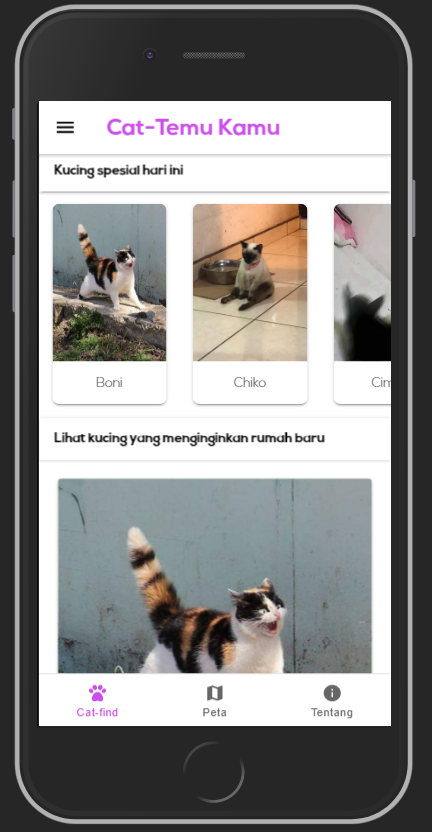 Cat-Temu Kamu
Kucing spesial hari ini
Boni
Chiko
Lihat kucing yang menginginkan rumah baru
Cat-find
Peta
Tentang